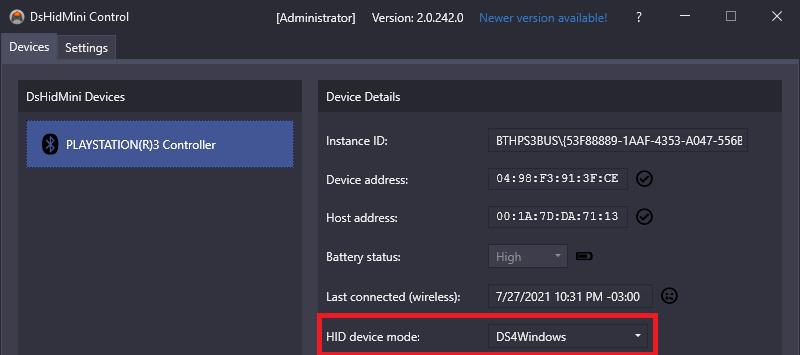 DsHidMini Control [Administrator] Version: 2.0.242.0 Newer version available! ?
Devices Settings
DsHidMini Devices
PLAYSTATION(R)3 Controller
Device Details
Instance ID: BTHPS3BUS\{53F88889-1AAF-4353-A047-556B
Device address: 04:98:F3:91:3F:CE
Host address: 00:1A:7D:DA:71:13
Battery status: High
Last connected (wireless): 7/27/2021 10:31 PM -03:00
HID device mode: DS4Windows